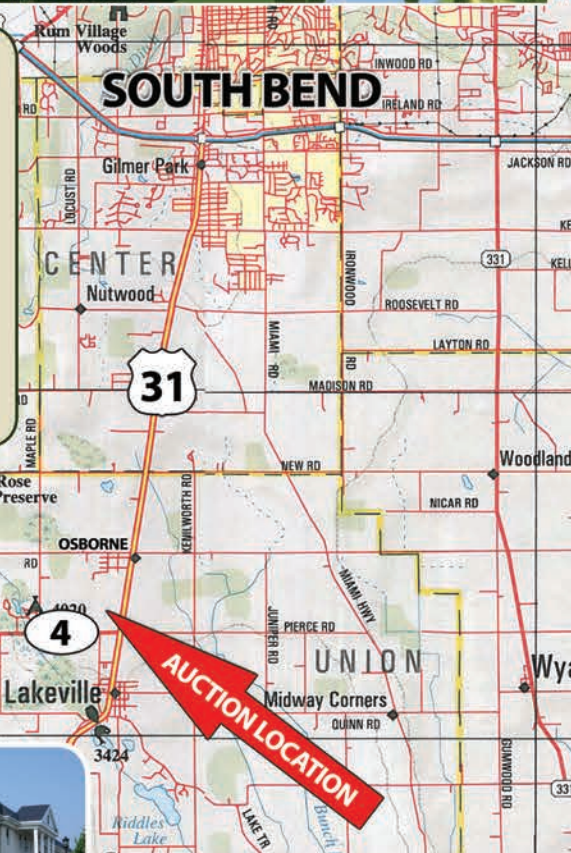 Rum Village
Woods
INWOOD RD
SOUTH BEND
IRELAND RD
RD
Gilmer Park
JACKSON RD
LOCUST RD
CENTER
331
IRONWOOD
RD
Nutwood
ROOSEVELT RD
MIAMI RD
LAYTON RD
31
MADISON RD
MAPLE RD
Woodland
NEW RD
Rose
Preserve
KENILWORTH RD
NICAR RD
OSBORNE
RD
MIAMI HWY
4
JUNIPER RD
PIERCE RD
UNION
AUCTION LOCATION
Lakeville
Midway Corners
QUINN RD
3424
GUMWOOD RD
Riddles
Lake
LAKE TR
Bunch